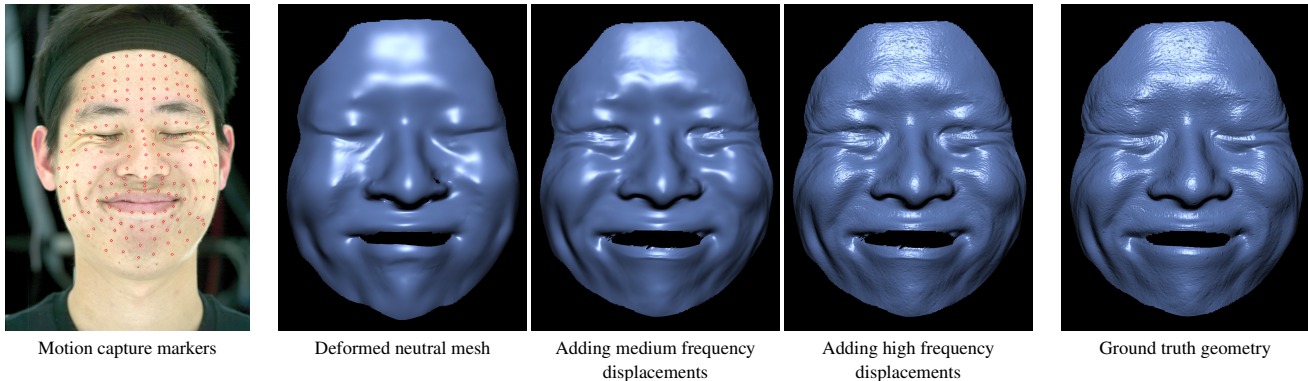 Motion capture markers
Deformed neutral mesh
Adding medium frequency
displacements
Adding high frequency
displacements
Ground truth geometry